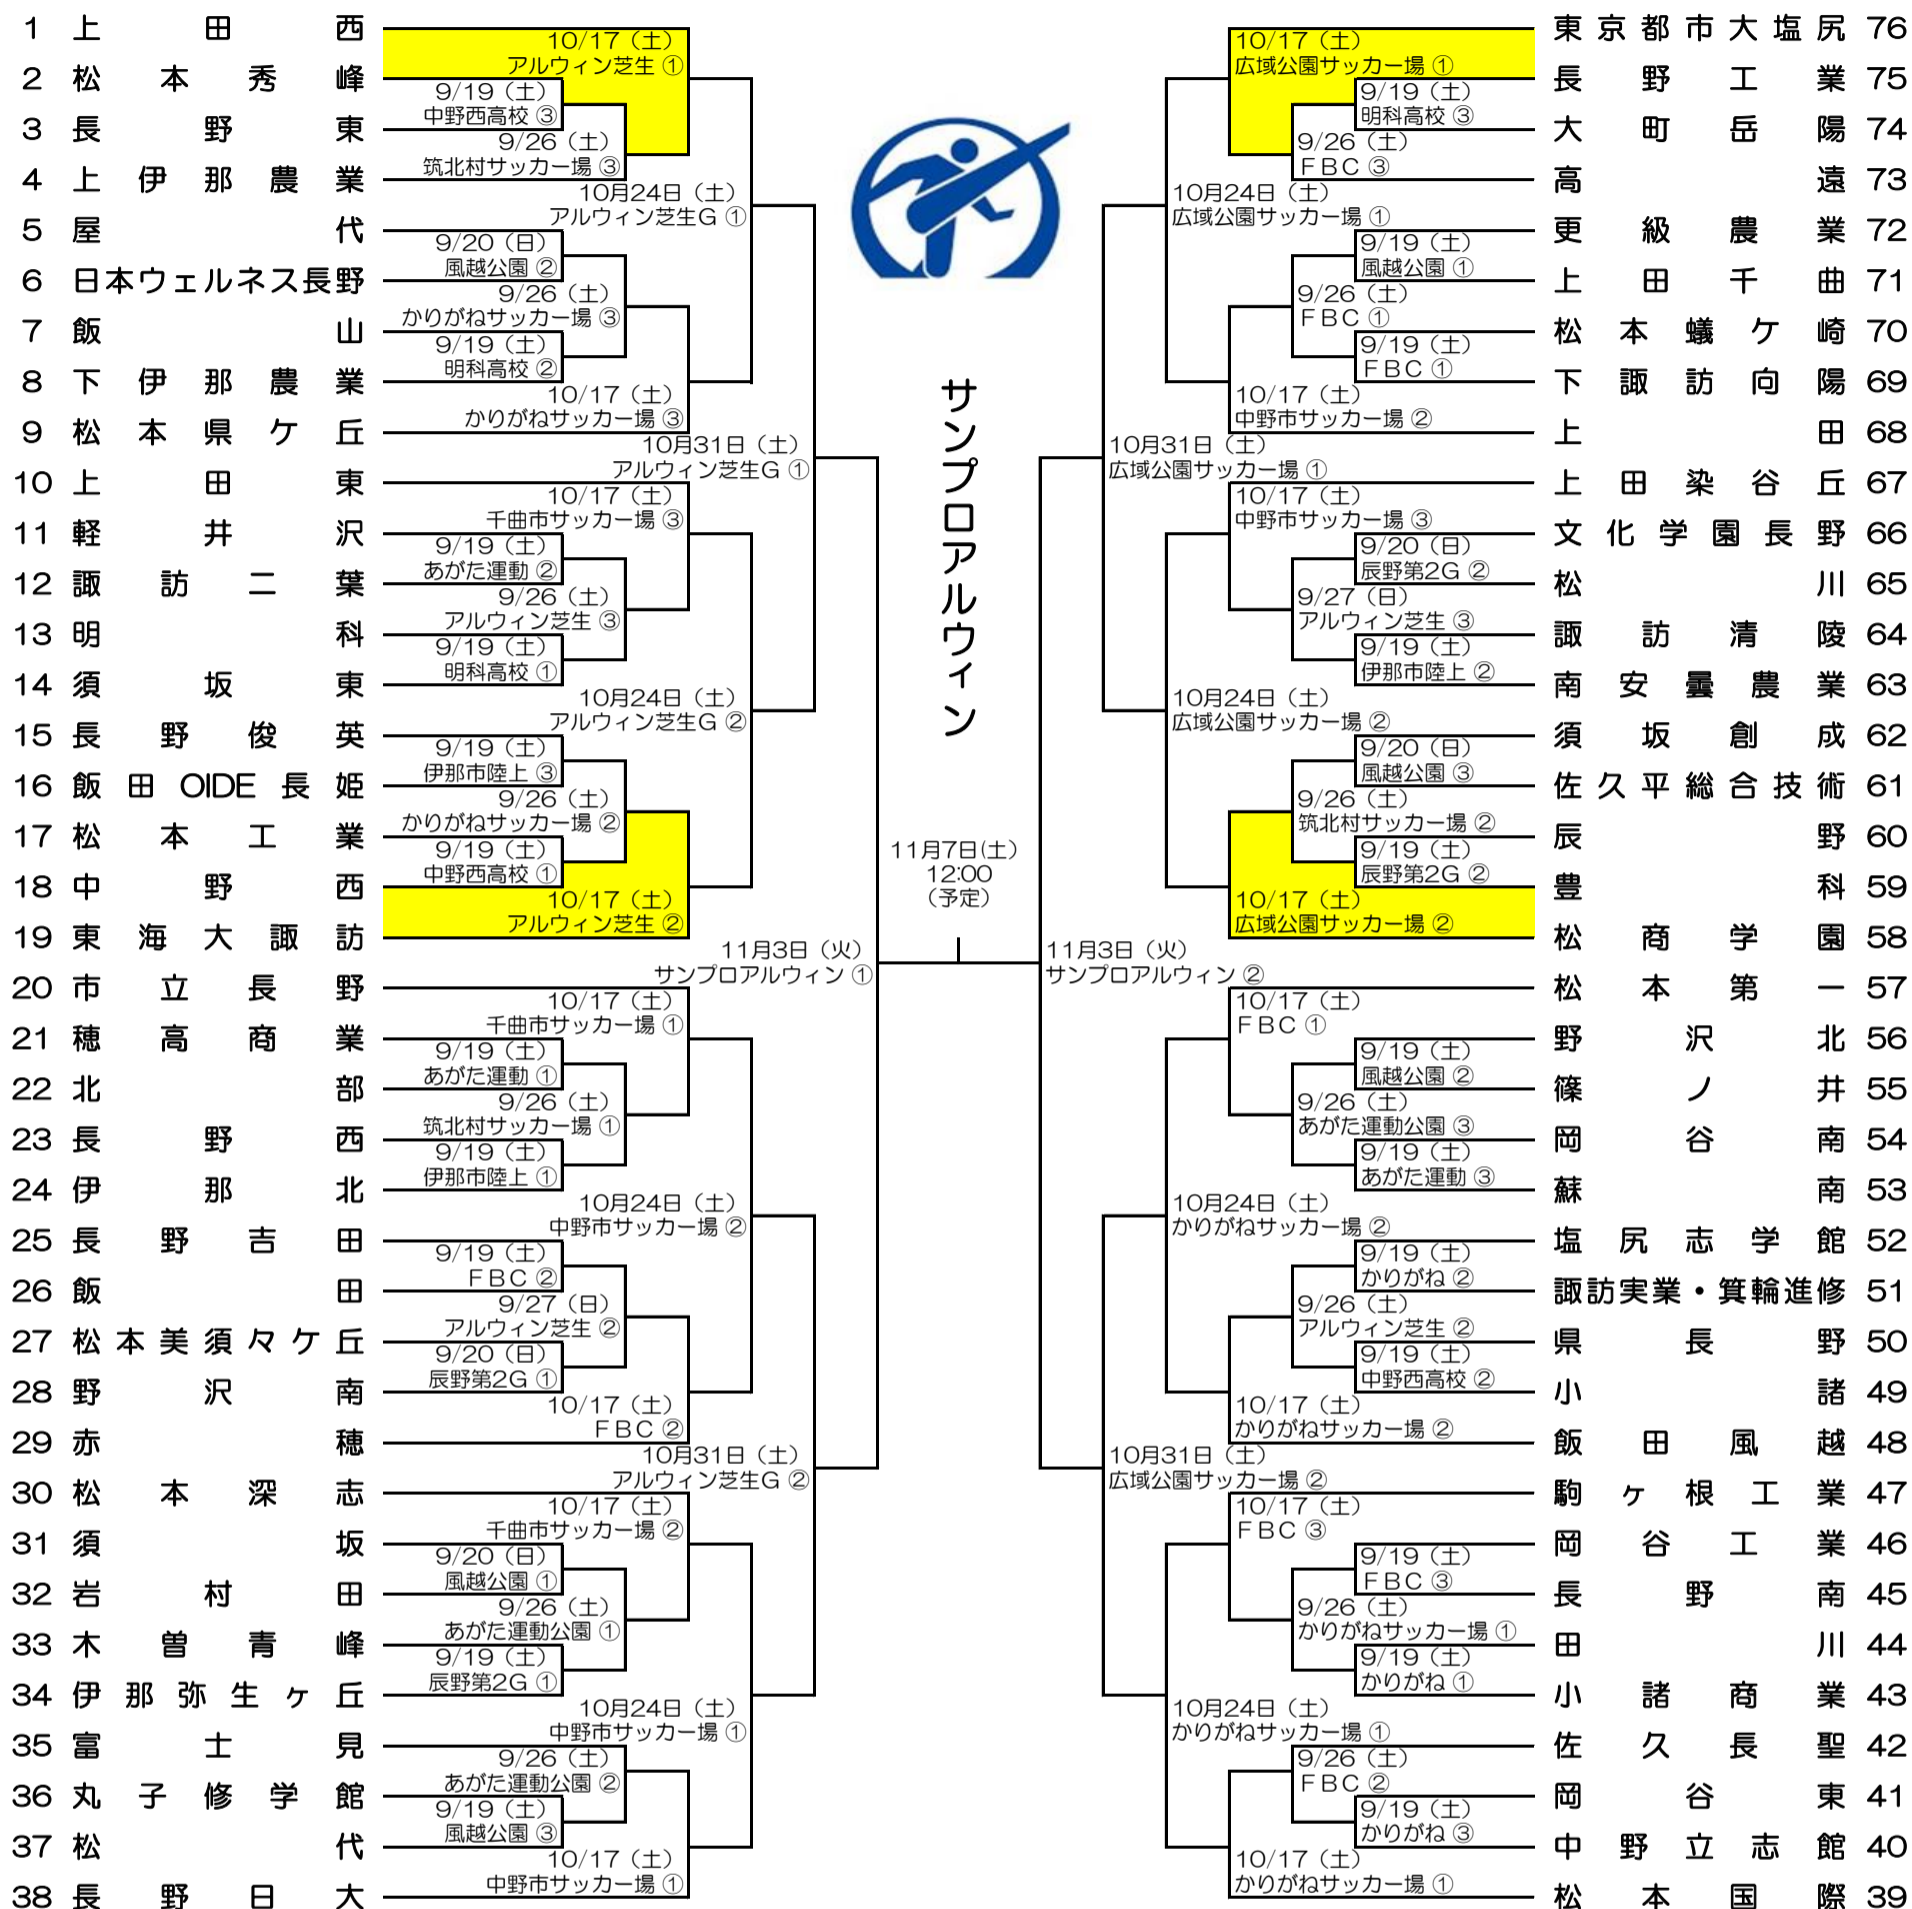 1 上田西
10/17（土）
アルウィン芝生 ①
2 松本秀峰
9/19（土）
中野西高校 ③
3 長野東
9/26（土）
筑北村サッカー場 ③
4 上伊那農業
10月24日（土）
アルウィン芝生G ①
5 屋代
9/20（日）
風越公園 ②
6 日本ウェルネス長野
9/26（土）
かりがねサッカー場 ③
7 飯山
9/19（土）
明科高校 ②
8 下伊那農業
10/17（土）
かりがねサッカー場 ③
9 松本県ケ丘
10月31日（土）
アルウィン芝生G ①
10 上田東
10/17（土）
千曲市サッカー場 ③
11 軽井沢
9/19（土）
あがた運動 ②
12 諏訪二葉
9/26（土）
アルウィン芝生 ③
13 明科
9/19（土）
明科高校 ①
14 須坂東
10月24日（土）
アルウィン芝生G ②
15 長野俊英
9/19（土）
伊那市陸上 ③
16 飯田OIDE長姫
9/26（土）
かりがねサッカー場 ②
17 松本工業
9/19（土）
中野西高校 ①
18 中野西
10/17（土）
アルウィン芝生 ②
19 東海大諏訪
11月3日（火）
サンプロアルウィン ①
20 市立長野
10/17（土）
千曲市サッカー場 ①
21 穂高商業
9/19（土）
あがた運動 ①
22 北部
9/26（土）
筑北村サッカー場 ①
23 長野西
9/19（土）
伊那市陸上 ①
24 伊那北
10月24日（土）
中野市サッカー場 ②
25 長野吉田
9/19（土）
FBC ②
26 飯田
9/27（日）
アルウィン芝生 ②
27 松本美須々ケ丘
9/20（日）
辰野第2G ①
28 野沢南
10/17（土）
FBC ②
29 赤穂
10月31日（土）
アルウィン芝生G ②
30 松本深志
10/17（土）
千曲市サッカー場 ②
31 須坂
9/20（日）
風越公園 ①
32 岩村田
9/26（土）
あがた運動公園 ①
33 木曽青峰
9/19（土）
辰野第2G ①
34 伊那弥生ヶ丘
10月24日（土）
中野市サッカー場 ①
35 富士見
9/26（土）
あがた運動公園 ②
36 丸子修学館
9/19（土）
風越公園 ③
37 松代
10/17（土）
中野市サッカー場 ①
38 長野日大
サンプロアルウィン
11月7日(土)
12:00
（予定）
東京都市大塩尻 76
10/17（土）
広域公園サッカー場 ①
長野工業 75
9/19（土）
明科高校 ③
大町岳陽 74
9/26（土）
FBC ③
高遠 73
10月24日（土）
広域公園サッカー場 ①
更級農業 72
9/19（土）
風越公園 ①
上田千曲 71
9/26（土）
FBC ①
松本蟻ケ崎 70
9/19（土）
FBC ①
下諏訪向陽 69
10/17（土）
中野市サッカー場 ②
上田 68
10月31日（土）
広域公園サッカー場 ①
上田染谷丘 67
10/17（土）
中野市サッカー場 ③
文化学園長野 66
9/20（日）
辰野第2G ②
松川 65
9/27（日）
アルウィン芝生 ③
諏訪清陵 64
9/19（土）
伊那市陸上 ②
南安曇農業 63
10月24日（土）
広域公園サッカー場 ②
須坂創成 62
9/20（日）
風越公園 ③
佐久平総合技術 61
9/26（土）
筑北村サッカー場 ②
辰野 60
9/19（土）
辰野第2G ②
豊科 59
10/17（土）
広域公園サッカー場 ②
松商学園 58
11月3日（火）
サンプロアルウィン ②
松本第一 57
10/17（土）
FBC ①
野沢北 56
9/19（土）
風越公園 ②
篠ノ井 55
9/26（土）
あがた運動公園 ③
岡谷南 54
9/19（土）
あがた運動 ③
蘇南 53
10月24日（土）
かりがねサッカー場 ②
塩尻志学館 52
9/19（土）
かりがね ②
諏訪実業・箕輪進修 51
9/26（土）
アルウィン芝生 ②
県長野 50
9/19（土）
中野西高校 ②
小諸 49
10/17（土）
かりがねサッカー場 ②
飯田風越 48
10月31日（土）
広域公園サッカー場 ②
駒ヶ根工業 47
10/17（土）
FBC ③
岡谷工業 46
9/19（土）
FBC ③
長野南 45
9/26（土）
かりがねサッカー場 ①
田川 44
9/19（土）
かりがね ①
小諸商業 43
10月24日（土）
かりがねサッカー場 ①
佐久長聖 42
9/26（土）
FBC ②
岡谷東 41
9/19（土）
かりがね ③
中野立志館 40
10/17（土）
かりがねサッカー場 ①
松本国際 39